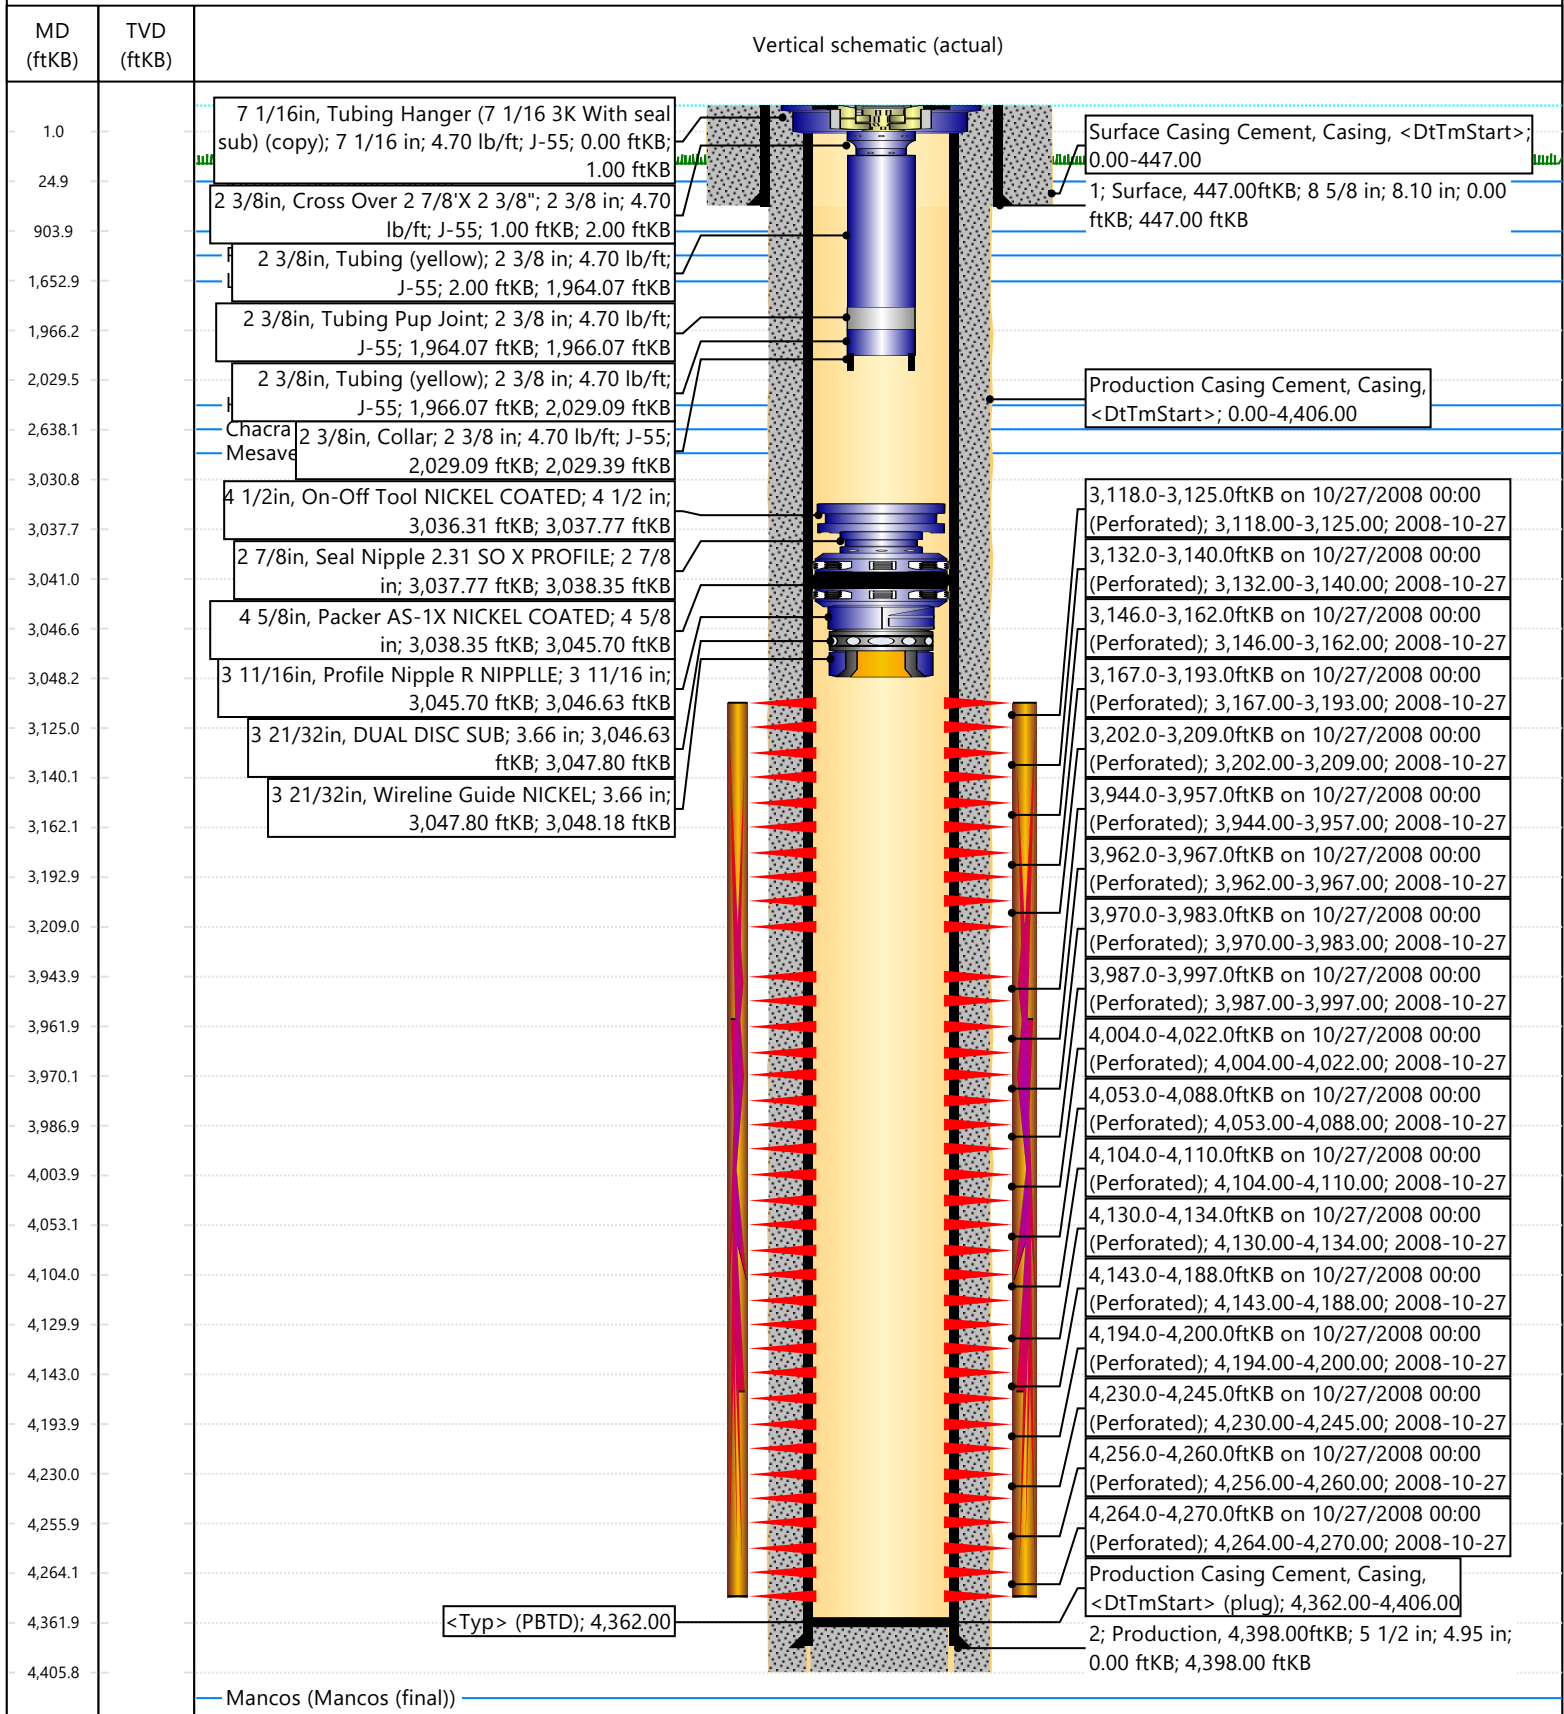 MD
(ftKB)
TVD
(ftKB)
Vertical schematic (actual)
1.0
24.9
903.9
1,652.9
1,966.2
2,029.5
2,638.1
3,030.8
3,037.7
3,041.0
3,046.6
3,048.2
3,125.0
3,140.1
3,162.1
3,192.9
3,209.0
3,943.9
3,961.9
3,970.1
3,986.9
4,003.9
4,053.1
4,104.0
4,129.9
4,143.0
4,193.9
4,230.0
4,255.9
4,264.1
4,361.9
4,405.8
7 1/16in, Tubing Hanger (7 1/16 3K With seal
sub) (copy); 7 1/16 in; 4.70 lb/ft; J-55; 0.00 ftKB;
1.00 ftKB
2 3/8in, Cross Over 2 7/8'X 2 3/8"; 2 3/8 in; 4.70
lb/ft; J-55; 1.00 ftKB; 2.00 ftKB
2 3/8in, Tubing (yellow); 2 3/8 in; 4.70 lb/ft;
J-55; 2.00 ftKB; 1,964.07 ftKB
2 3/8in, Tubing Pup Joint; 2 3/8 in; 4.70 lb/ft;
J-55; 1,964.07 ftKB; 1,966.07 ftKB
2 3/8in, Tubing (yellow); 2 3/8 in; 4.70 lb/ft;
J-55; 1,966.07 ftKB; 2,029.09 ftKB
Chacra
Mesave
2 3/8in, Collar; 2 3/8 in; 4.70 lb/ft; J-55;
2,029.09 ftKB; 2,029.39 ftKB
4 1/2in, On-Off Tool NICKEL COATED; 4 1/2 in;
3,036.31 ftKB; 3,037.77 ftKB
2 7/8in, Seal Nipple 2.31 SO X PROFILE; 2 7/8
in; 3,037.77 ftKB; 3,038.35 ftKB
4 5/8in, Packer AS-1X NICKEL COATED; 4 5/8
in; 3,038.35 ftKB; 3,045.70 ftKB
3 11/16in, Profile Nipple R NIPPLLE; 3 11/16 in;
3,045.70 ftKB; 3,046.63 ftKB
3 21/32in, DUAL DISC SUB; 3.66 in; 3,046.63
ftKB; 3,047.80 ftKB
3 21/32in, Wireline Guide NICKEL; 3.66 in;
3,047.80 ftKB; 3,048.18 ftKB
<Typ> (PBTD); 4,362.00
Mancos (Mancos (final))
Surface Casing Cement, Casing, <DtTmStart>;
0.00-447.00
1; Surface, 447.00ftKB; 8 5/8 in; 8.10 in; 0.00
ftKB; 447.00 ftKB
Production Casing Cement, Casing,
<DtTmStart>; 0.00-4,406.00
3,118.0-3,125.0ftKB on 10/27/2008 00:00
(Perforated); 3,118.00-3,125.00; 2008-10-27
3,132.0-3,140.0ftKB on 10/27/2008 00:00
(Perforated); 3,132.00-3,140.00; 2008-10-27
3,146.0-3,162.0ftKB on 10/27/2008 00:00
(Perforated); 3,146.00-3,162.00; 2008-10-27
3,167.0-3,193.0ftKB on 10/27/2008 00:00
(Perforated); 3,167.00-3,193.00; 2008-10-27
3,202.0-3,209.0ftKB on 10/27/2008 00:00
(Perforated); 3,202.00-3,209.00; 2008-10-27
3,944.0-3,957.0ftKB on 10/27/2008 00:00
(Perforated); 3,944.00-3,957.00; 2008-10-27
3,962.0-3,967.0ftKB on 10/27/2008 00:00
(Perforated); 3,962.00-3,967.00; 2008-10-27
3,970.0-3,983.0ftKB on 10/27/2008 00:00
(Perforated); 3,970.00-3,983.00; 2008-10-27
3,987.0-3,997.0ftKB on 10/27/2008 00:00
(Perforated); 3,987.00-3,997.00; 2008-10-27
4,004.0-4,022.0ftKB on 10/27/2008 00:00
(Perforated); 4,004.00-4,022.00; 2008-10-27
4,053.0-4,088.0ftKB on 10/27/2008 00:00
(Perforated); 4,053.00-4,088.00; 2008-10-27
4,104.0-4,110.0ftKB on 10/27/2008 00:00
(Perforated); 4,104.00-4,110.00; 2008-10-27
4,130.0-4,134.0ftKB on 10/27/2008 00:00
(Perforated); 4,130.00-4,134.00; 2008-10-27
4,143.0-4,188.0ftKB on 10/27/2008 00:00
(Perforated); 4,143.00-4,188.00; 2008-10-27
4,194.0-4,200.0ftKB on 10/27/2008 00:00
(Perforated); 4,194.00-4,200.00; 2008-10-27
4,230.0-4,245.0ftKB on 10/27/2008 00:00
(Perforated); 4,230.00-4,245.00; 2008-10-27
4,256.0-4,260.0ftKB on 10/27/2008 00:00
(Perforated); 4,256.00-4,260.00; 2008-10-27
4,264.0-4,270.0ftKB on 10/27/2008 00:00
(Perforated); 4,264.00-4,270.00; 2008-10-27
Production Casing Cement, Casing,
<DtTmStart> (plug); 4,362.00-4,406.00
2; Production, 4,398.00ftKB; 5 1/2 in; 4.95 in;
0.00 ftKB; 4,398.00 ftKB